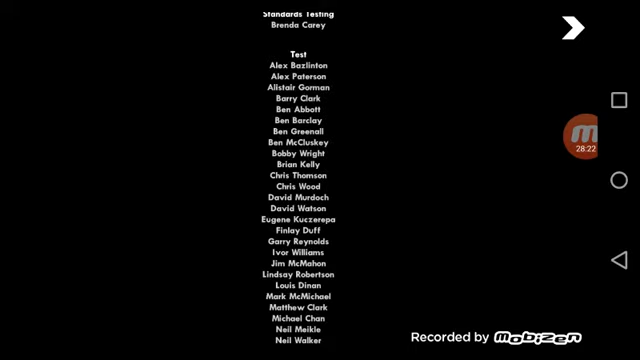 Standards Testing
Brenda Carey
Test
Alex Bazlinton
Alex Paterson
Alistair Gorman
Barry Clark
Ben Abbott
Ben Barclay
Ben Greenall
Ben McCluskey
Bobby Wright
Brian Kelly
Chris Thomson
Chris Wood
David Murdoch
David Watson
Eugene Kuczerepa
Finlay Duff
Garry Reynolds
Ivor Williams
Jim McMahon
Lindsay Robertson
Louis Dinan
Mark McMichael
Matthew Clark
Michael Chan
Neil Meikle
Neil Walker
m
28:22
Recorded by mobizen